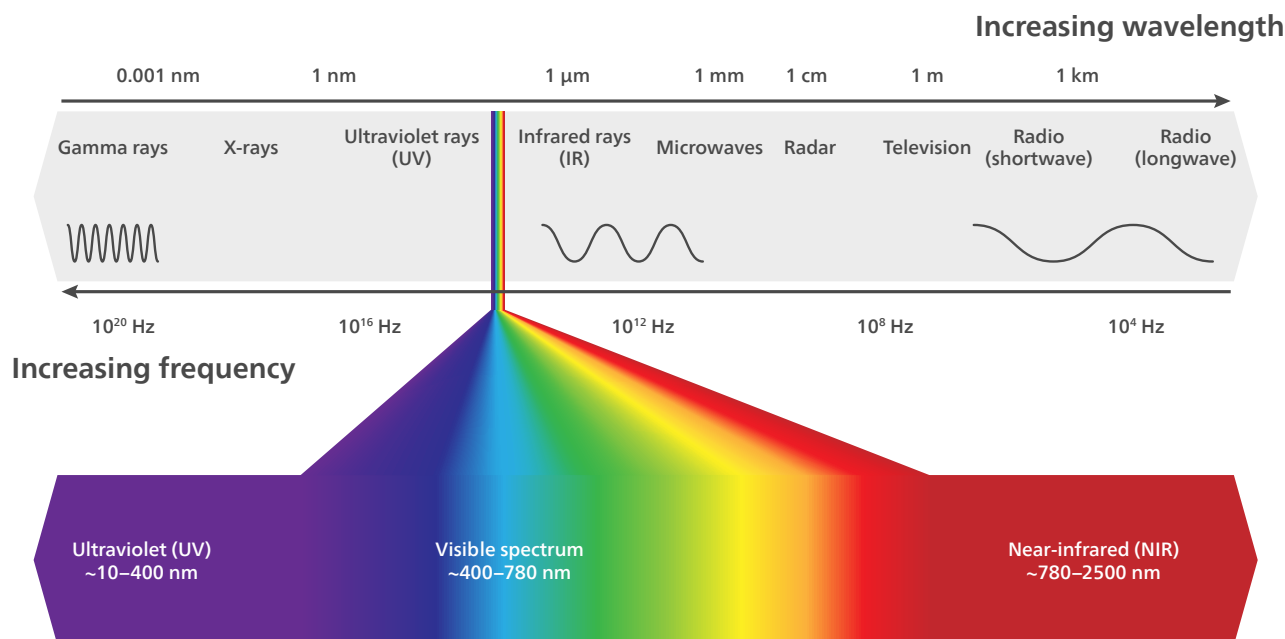 Increasing wavelength
0.001 nm 1 nm 1 µm 1 mm 1 cm 1 m 1 km
Gamma rays
X-rays
Ultraviolet rays
(UV)
Infrared rays
(IR)
Microwaves
Radar
Television
Radio
(shortwave)
Radio
(longwave)
10²⁰ Hz 10¹⁶ Hz 10¹² Hz 10⁸ Hz 10⁴ Hz
Increasing frequency
Ultraviolet (UV)
~10–400 nm
Visible spectrum
~400–780 nm
Near-infrared (NIR)
~780–2500 nm